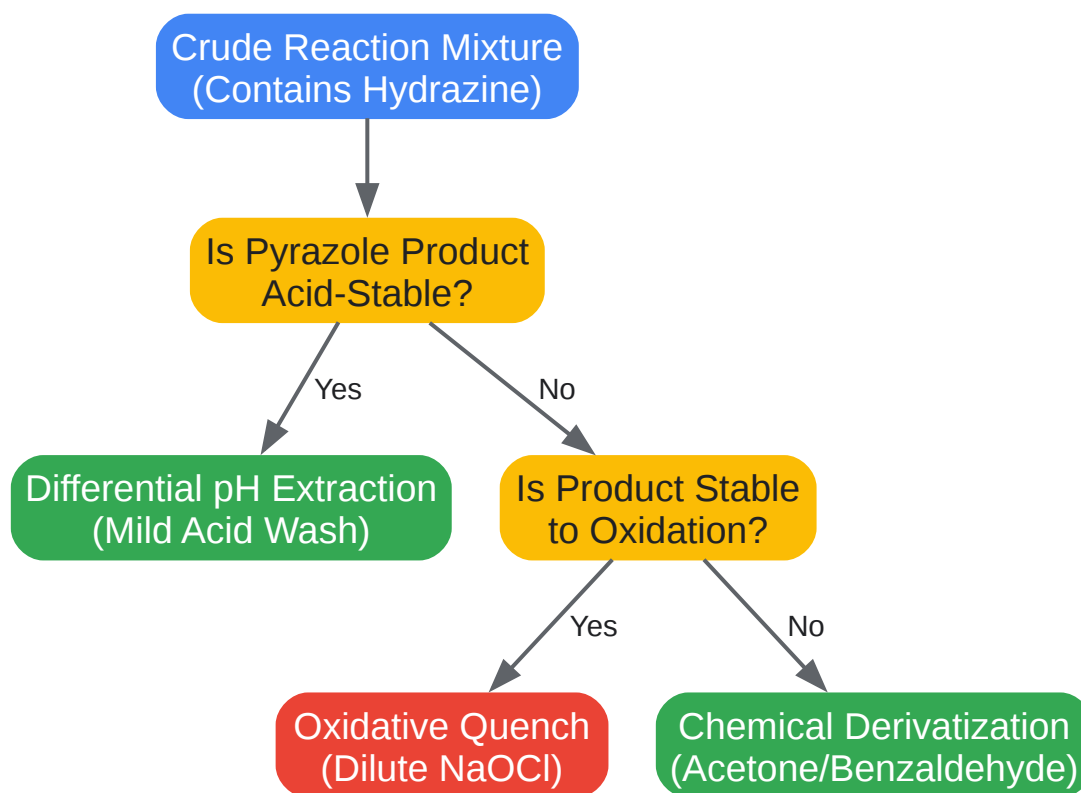 Crude Reaction Mixture
(Contains Hydrazine)
Is Pyrazole Product
Acid-Stable?
Yes
No
Differential pH Extraction
(Mild Acid Wash)
Is Product Stable
to Oxidation?
Yes
No
Oxidative Quench
(Dilute NaOCl)
Chemical Derivatization
(Acetone/Benzaldehyde)